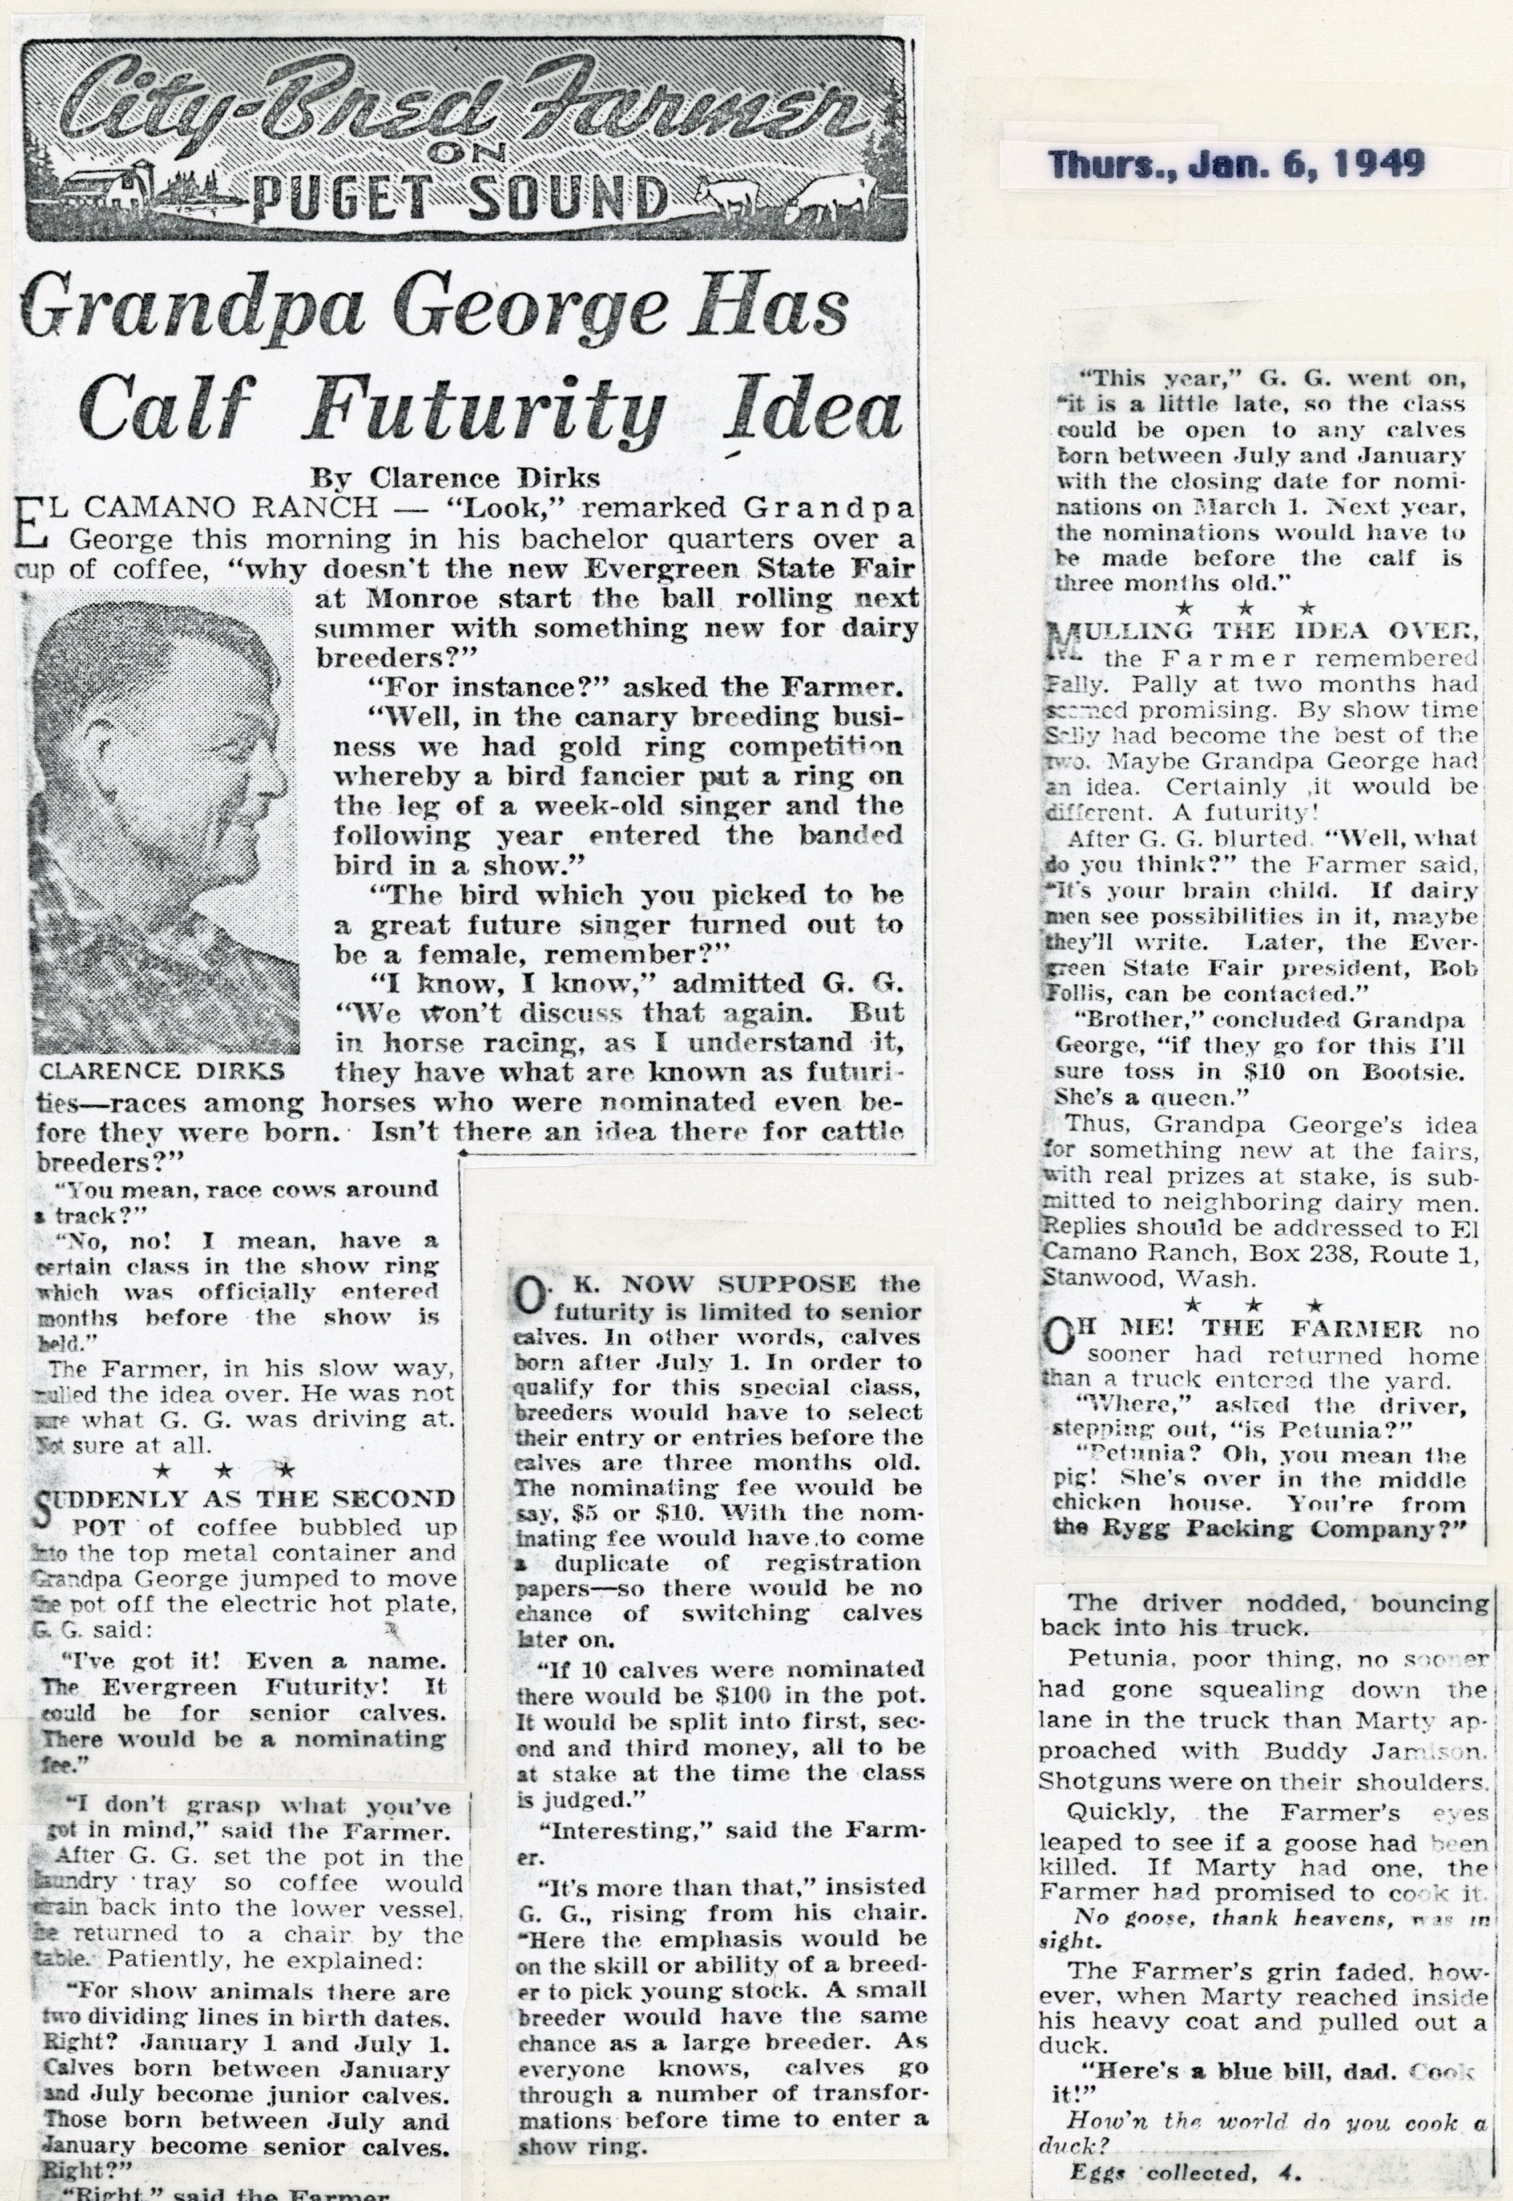 City-Bred Farmer
ON
PUGET SOUND
Thurs., Jan. 6, 1949
Grandpa George Has
Calf Futurity Idea
By Clarence Dirks
EL CAMANO RANCH — “Look,” remarked Grandpa
George this morning in his bachelor quarters over a
cup of coffee, “why doesn't the new Evergreen State Fair
at Monroe start the ball rolling next
summer with something new for dairy
breeders?”
“For instance?” asked the Farmer.
“Well, in the canary breeding busi-
ness we had gold ring competition
whereby a bird fancier put a ring on
the leg of a week-old singer and the
following year entered the banded
bird in a show.”
“The bird which you picked to be
a great future singer turned out to
be a female, remember?”
“I know, I know,” admitted G. G.
“We won't discuss that again. But
in horse racing, as I understand it,
they have what are known as futuri-
CLARENCE DIRKS
ties—races among horses who were nominated even be-
fore they were born. Isn't there an idea there for cattle
breeders?”
“You mean, race cows around
a track?”
“No, no! I mean, have a
certain class in the show ring
which was officially entered
months before the show is
held.”
The Farmer, in his slow way,
mulled the idea over. He was not
sure what G. G. was driving at.
Not sure at all.
★ ★ ★
SUDDENLY AS THE SECOND
POT of coffee bubbled up
into the top metal container and
Grandpa George jumped to move
the pot off the electric hot plate,
G. G. said:
“I've got it! Even a name.
The Evergreen Futurity! It
could be for senior calves.
There would be a nominating
fee.”
“I don't grasp what you've
got in mind,” said the Farmer.
After G. G. set the pot in the
laundry tray so coffee would
drain back into the lower vessel,
he returned to a chair by the
table. Patiently, he explained:
“For show animals there are
two dividing lines in birth dates.
Right? January 1 and July 1.
Calves born between January
and July become junior calves.
Those born between July and
January become senior calves.
Right?”
“Right,” said the Farmer.
O. K. NOW SUPPOSE the
futurity is limited to senior
calves. In other words, calves
born after July 1. In order to
qualify for this special class,
breeders would have to select
their entry or entries before the
calves are three months old.
The nominating fee would be
say, $5 or $10. With the nom-
inating fee would have to come
a duplicate of registration
papers—so there would be no
chance of switching calves
later on.
“If 10 calves were nominated
there would be $100 in the pot.
It would be split into first, sec-
ond and third money, all to be
at stake at the time the class
is judged.”
“Interesting,” said the Farm-
er.
“It's more than that,” insisted
G. G., rising from his chair.
“Here the emphasis would be
on the skill or ability of a breed-
er to pick young stock. A small
breeder would have the same
chance as a large breeder. As
everyone knows, calves go
through a number of transfor-
mations before time to enter a
show ring.
“This year,” G. G. went on,
“it is a little late, so the class
could be open to any calves
born between July and January
with the closing date for nomi-
nations on March 1. Next year,
the nominations would have to
be made before the calf is
three months old.”
★ ★ ★
MULLING THE IDEA OVER,
the Farmer remembered
Pally. Pally at two months had
seemed promising. By show time
Sally had become the best of the
two. Maybe Grandpa George had
an idea. Certainly ,it would be
different. A futurity!
After G. G. blurted. “Well, what
do you think?” the Farmer said,
“It's your brain child. If dairy
men see possibilities in it, maybe
they'll write. Later, the Ever-
green State Fair president, Bob
Follis, can be contacted.”
“Brother,” concluded Grandpa
George, “if they go for this I'll
sure toss in $10 on Bootsie.
She's a queen.”
Thus, Grandpa George's idea
for something new at the fairs,
with real prizes at stake, is sub-
mitted to neighboring dairy men.
Replies should be addressed to El
Camano Ranch, Box 238, Route 1,
Stanwood, Wash.
★ ★ ★
OH ME! THE FARMER no
sooner had returned home
than a truck entered the yard.
“Where,” asked the driver,
stepping out, “is Petunia?”
“Petunia? Oh, you mean the
pig! She's over in the middle
chicken house. You're from
the Rygg Packing Company?”
The driver nodded, bouncing
back into his truck.
Petunia, poor thing, no sooner
had gone squealing down the
lane in the truck than Marty ap-
proached with Buddy Jamison.
Shotguns were on their shoulders.
Quickly, the Farmer's eyes
leaped to see if a goose had been
killed. If Marty had one, the
Farmer had promised to cook it.
No goose, thank heavens, was in
sight.
The Farmer's grin faded, how-
ever, when Marty reached inside
his heavy coat and pulled out a
duck.
“Here's a blue bill, dad. Cook
it!”
How'n the world do you cook a
duck?
Eggs collected, 4.